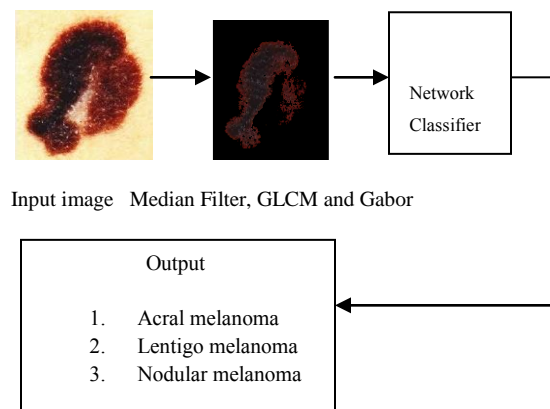 Network
Classifier
Input image Median Filter, GLCM and Gabor
Output
1. Acral melanoma
2. Lentigo melanoma
3. Nodular melanoma